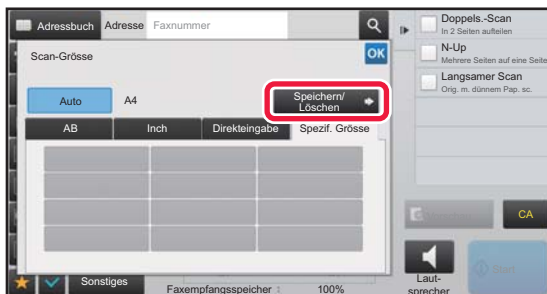 Adressbuch
Adresse
Faxnummer
Doppels.-Scan
In 2 Seiten aufteilen
N-Up
Mehrere Seiten auf eine Seite
Langsamer Scan
Orig. m. dünnem Pap. sc.
Scan-Grösse
OK
Auto
A4
Speichern/
Löschen
AB
Inch
Direkteingabe
Spezif. Grösse
CA
Start
Laut-
sprecher
Sonstiges
Faxempfangsspeicher :
100%